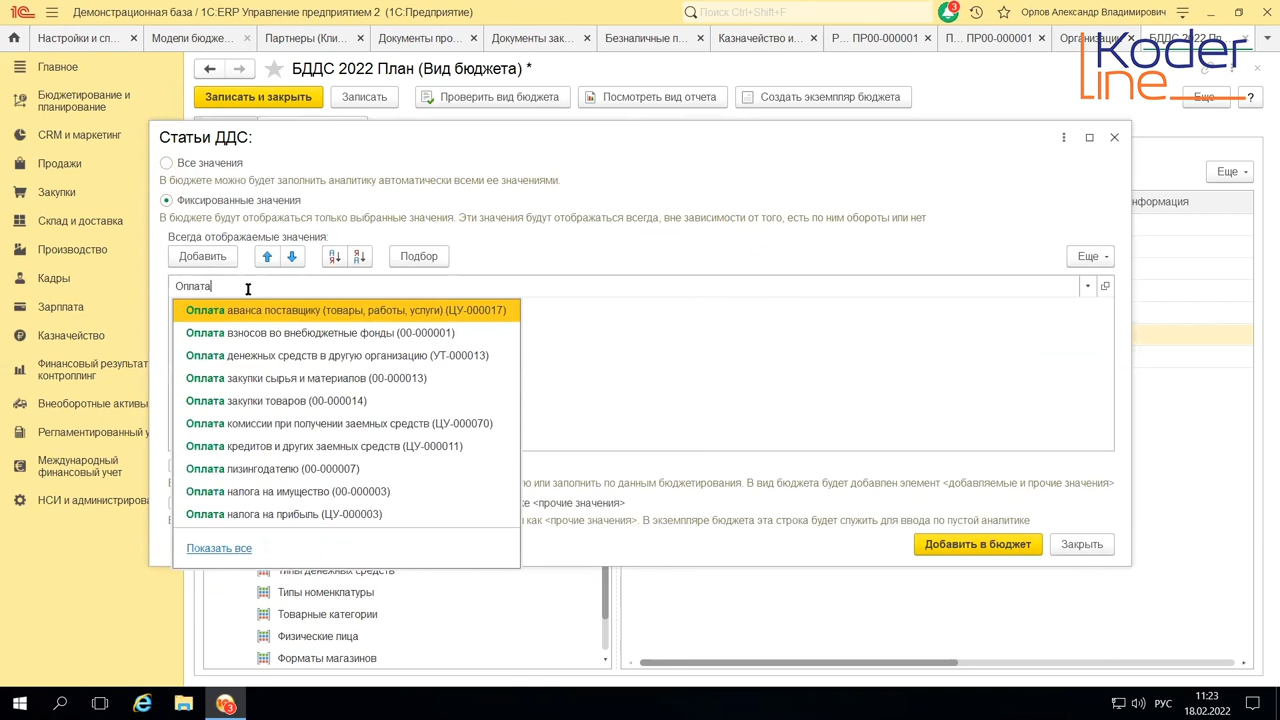 Демонстрационная база / 1С:ERP Управление предприятием 2 (1С:Предприятие)
Поиск Ctrl+Shift+F
3
Орлов Александр Владимирович
Настройки и сп...
Модели бюдже...
Партнеры (Кли...
Документы про...
Документы зак...
Безналичные п...
Казначейство и...
Р... ПР00-000001
П... ПР00-000001
Организации
БДДС 2022 Пл...
Koder
line
Главное
Бюджетирование и
планирование
CRM и маркетинг
Продажи
Закупки
Склад и доставка
Производство
Кадры
Зарплата
Казначейство
Финансовый результат
контроллинг
Внеоборотные активы
Регламентированный у
Международный
финансовый учет
НСИ и администрирова
БДДС 2022 План (Вид бюджета) *
Записать и закрыть
Записать
Проверить вид бюджета
Посмотреть вид отчета
Создать экземпляр бюджета
Еще
?
Еще
нформация
Статьи ДДС:
Все значения
В бюджете можно будет заполнить аналитику автоматически всеми ее значениями.
Фиксированные значения
В бюджете будут отображаться только выбранные значения. Эти значения будут отображаться всегда, вне зависимости от того, есть по ним обороты или нет
Всегда отображаемые значения:
Добавить
Подбор
Еще
Оплата
Оплата аванса поставщику (товары, работы, услуги) (ЦУ-000017)
Оплата взносов во внебюджетные фонды (00-000001)
Оплата денежных средств в другую организацию (УТ-000013)
Оплата закупки сырья и материалов (00-000013)
Оплата закупки товаров (00-000014)
Оплата комиссии при получении заемных средств (ЦУ-000070)
Оплата кредитов и других заемных средств (ЦУ-000011)
Оплата лизингодателю (00-000007)
Оплата налога на имущество (00-000003)
Оплата налога на прибыль (ЦУ-000003)
Показать все
ую или заполнить по данным бюджетирования. В вид бюджета будет добавлен элемент <добавляемые и прочие значения>
ке <прочие значения>
ы как <прочие значения>. В экземпляре бюджета эта строка будет служить для ввода по пустой аналитике
Добавить в бюджет
Закрыть
Типы денежных средств
Типы номенклатуры
Товарные категории
Физические лица
Форматы магазинов
3
РУС
11:23
18.02.2022